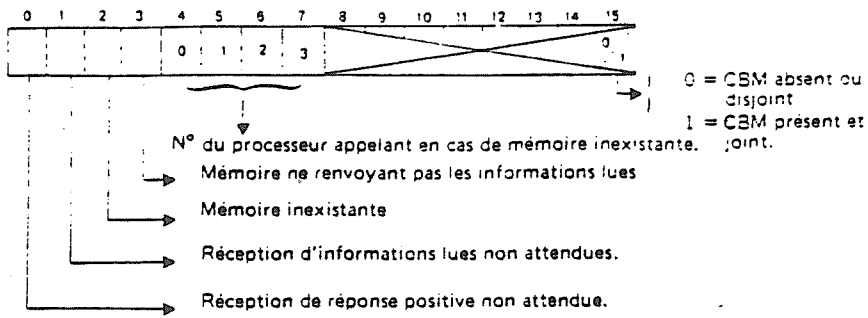 0 1 2 3 4 5 6 7 8 9 10 11 12 13 14 15
0 1 2 3 0 1
0 = CBM absent ou
disjoint
1 = CBM présent et
joint.
N° du processeur appelant en cas de mémoire inexistante.
Mémoire ne renvoyant pas les informations lues
Mémoire inexistante
Réception d'informations lues non attendues.
Réception de réponse positive non attendue.